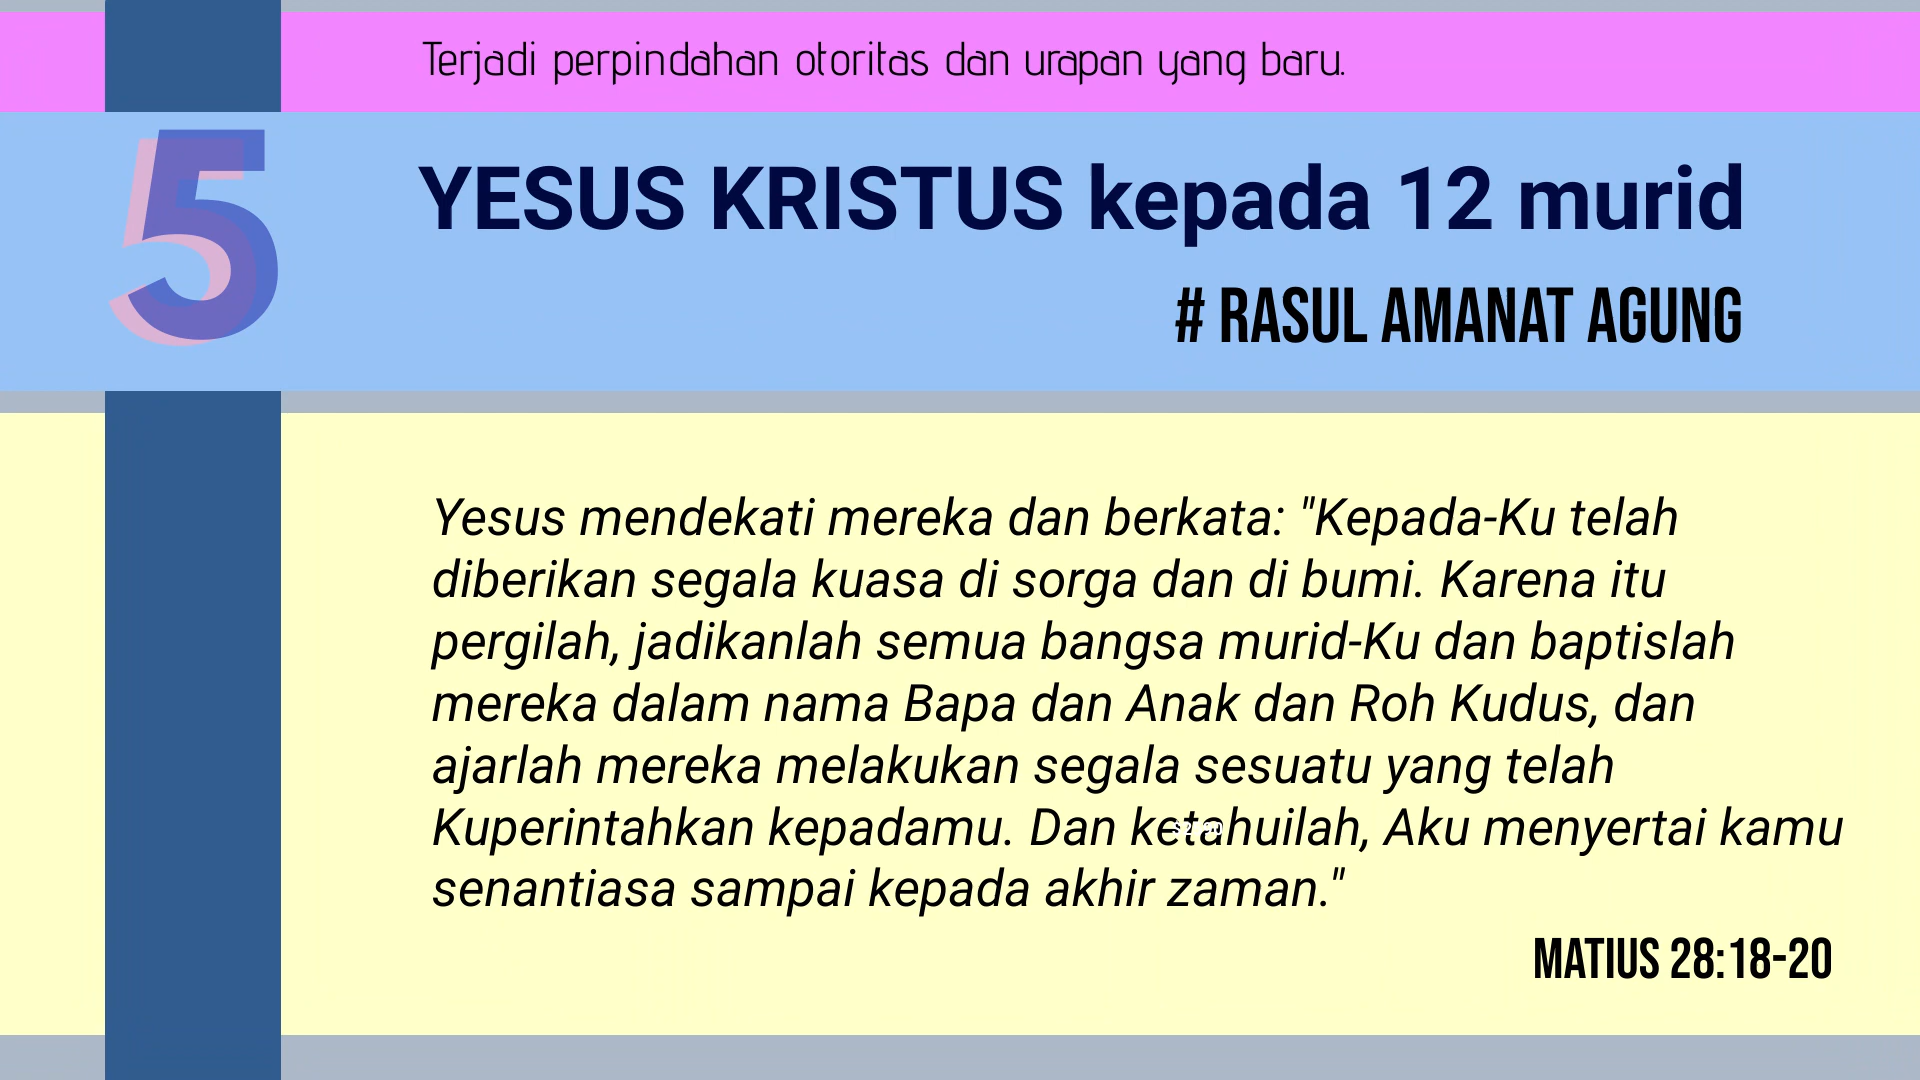 Terjadi perpindahan otoritas dan urapan yang baru.
5
YESUS KRISTUS kepada 12 murid
# RASUL AMANAT AGUNG
Yesus mendekati mereka dan berkata: "Kepada-Ku telah
diberikan segala kuasa di sorga dan di bumi. Karena itu
pergilah, jadikanlah semua bangsa murid-Ku dan baptislah
mereka dalam nama Bapa dan Anak dan Roh Kudus, dan
ajarlah mereka melakukan segala sesuatu yang telah
Kuperintahkan kepadamu. Dan ketahuilah, Aku menyertai kamu
senantiasa sampai kepada akhir zaman."
MATIUS 28:18-20